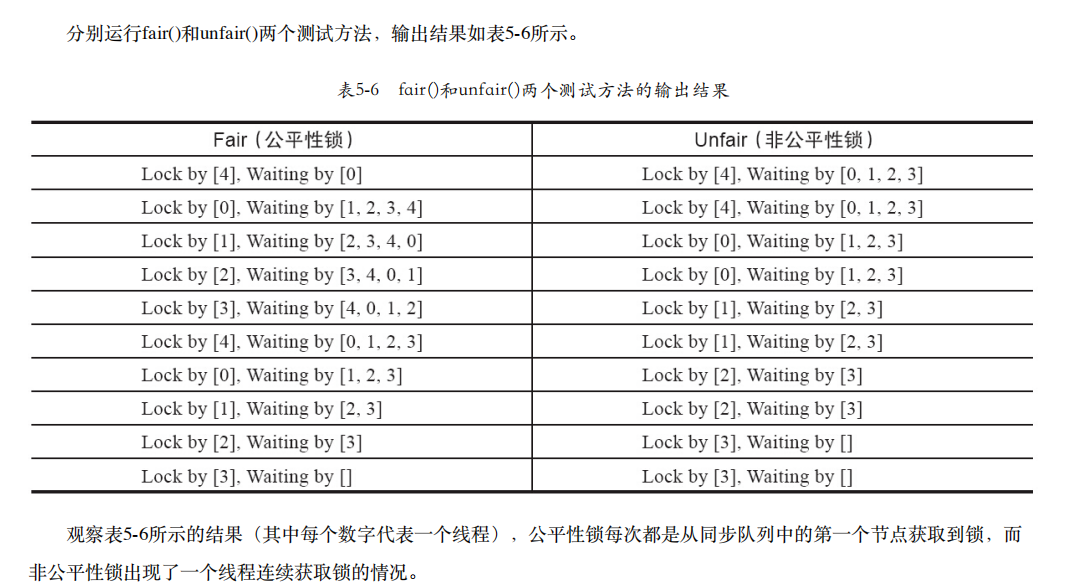 分别运行fair()和unfair()两个测试方法，输出结果如表5-6所示。
表5-6 fair()和unfair()两个测试方法的输出结果
Fair（公平性锁） Unfair（非公平性锁）
Lock by [4], Waiting by [0] Lock by [4], Waiting by [0, 1, 2, 3]
Lock by [0], Waiting by [1, 2, 3, 4] Lock by [4], Waiting by [0, 1, 2, 3]
Lock by [1], Waiting by [2, 3, 4, 0] Lock by [0], Waiting by [1, 2, 3]
Lock by [2], Waiting by [3, 4, 0, 1] Lock by [0], Waiting by [1, 2, 3]
Lock by [3], Waiting by [4, 0, 1, 2] Lock by [1], Waiting by [2, 3]
Lock by [4], Waiting by [0, 1, 2, 3] Lock by [1], Waiting by [2, 3]
Lock by [0], Waiting by [1, 2, 3] Lock by [2], Waiting by [3]
Lock by [1], Waiting by [2, 3] Lock by [2], Waiting by [3]
Lock by [2], Waiting by [3] Lock by [3], Waiting by []
Lock by [3], Waiting by [] Lock by [3], Waiting by []
观察表5-6所示的结果（其中每个数字代表一个线程），公平性锁每次都是从同步队列中的第一个节点获取到锁，而
非公平性锁出现了一个线程连续获取锁的情况。